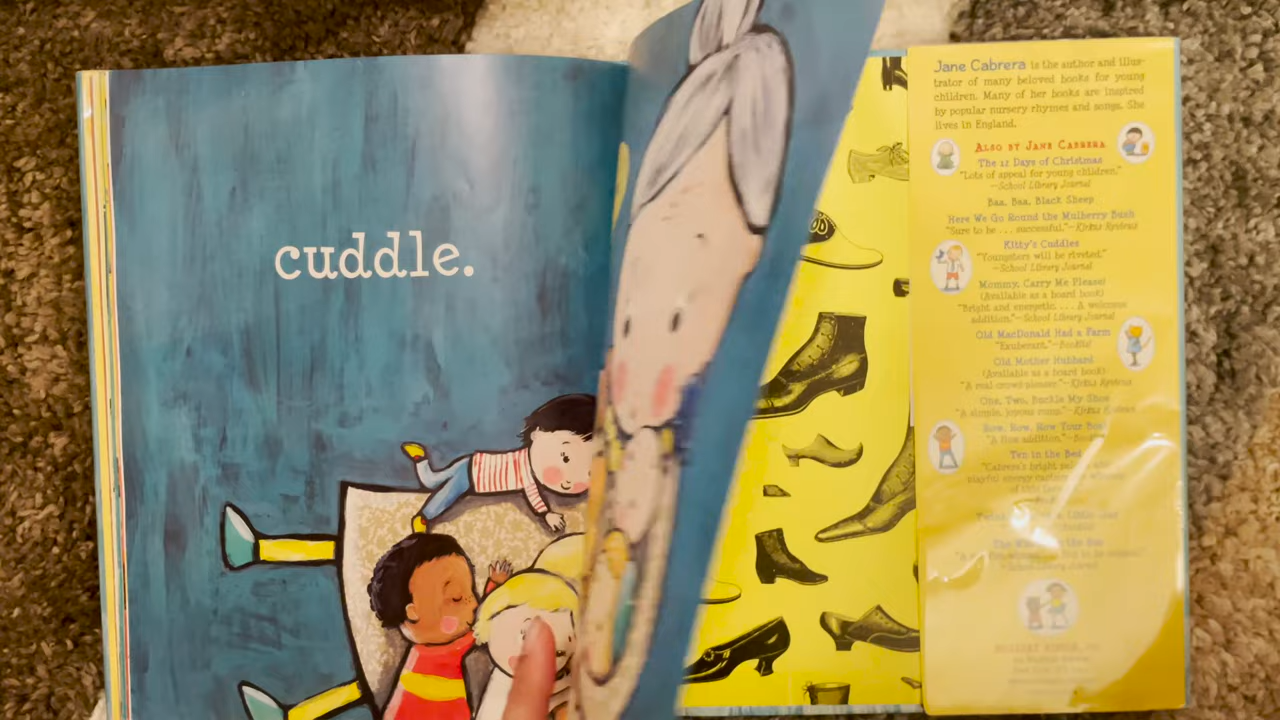 cuddle.
Jane Cabrera is the author and illus-
trator of many beloved books for young
children. Many of her books are inspired
by popular nursery rhymes and songs. She
lives in England.
Also by Jane Cabrera
The 12 Days of Christmas
"Lots of appeal for young children."
—School Library Journal
Baa, Baa, Black Sheep
Here We Go Round the Mulberry Bush
"Sure to be . . . successful."—Kirkus Reviews
Kitty's Cuddles
"Youngsters will be riveted."
—School Library Journal
Mommy, Carry Me Please!
(Available as a board book)
"Bright and energetic. . . . A welcome
addition."—School Library Journal
Old MacDonald Had a Farm
"Exuberant."—Booklist
Old Mother Hubbard
(Available as a board book)
"A real crowd-pleaser."—Kirkus Reviews
One, Two, Buckle My Shoe
"A simple, joyous romp."—Kirkus Reviews
Row, Row, Row Your Boat
"A fine addition."
Ten in the Bed
"Cabrera's bright
playful energy
of this